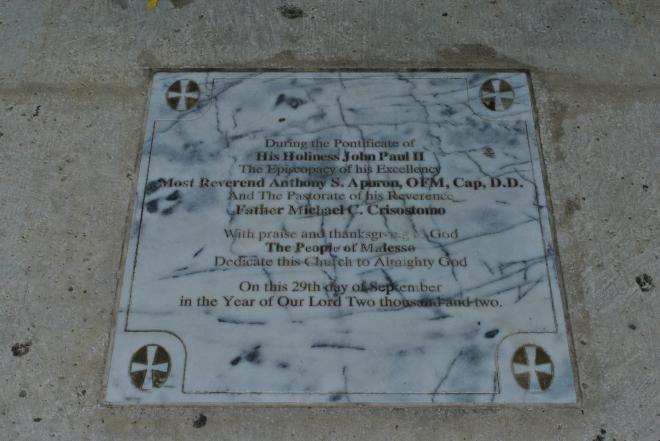 During the Pontificate of
His Holiness John Paul II
The Episcopacy of his Excellency
Most Reverend Anthony S. Apuron, OFM, Cap, D.D.
And The Pastorate of his Reverence
Father Michael C. Crisostomo
With praise and thanksgiving to God
The People of Malesso
Dedicate this Church to Almighty God
On this 29th day of September
in the Year of Our Lord Two thousand and two.